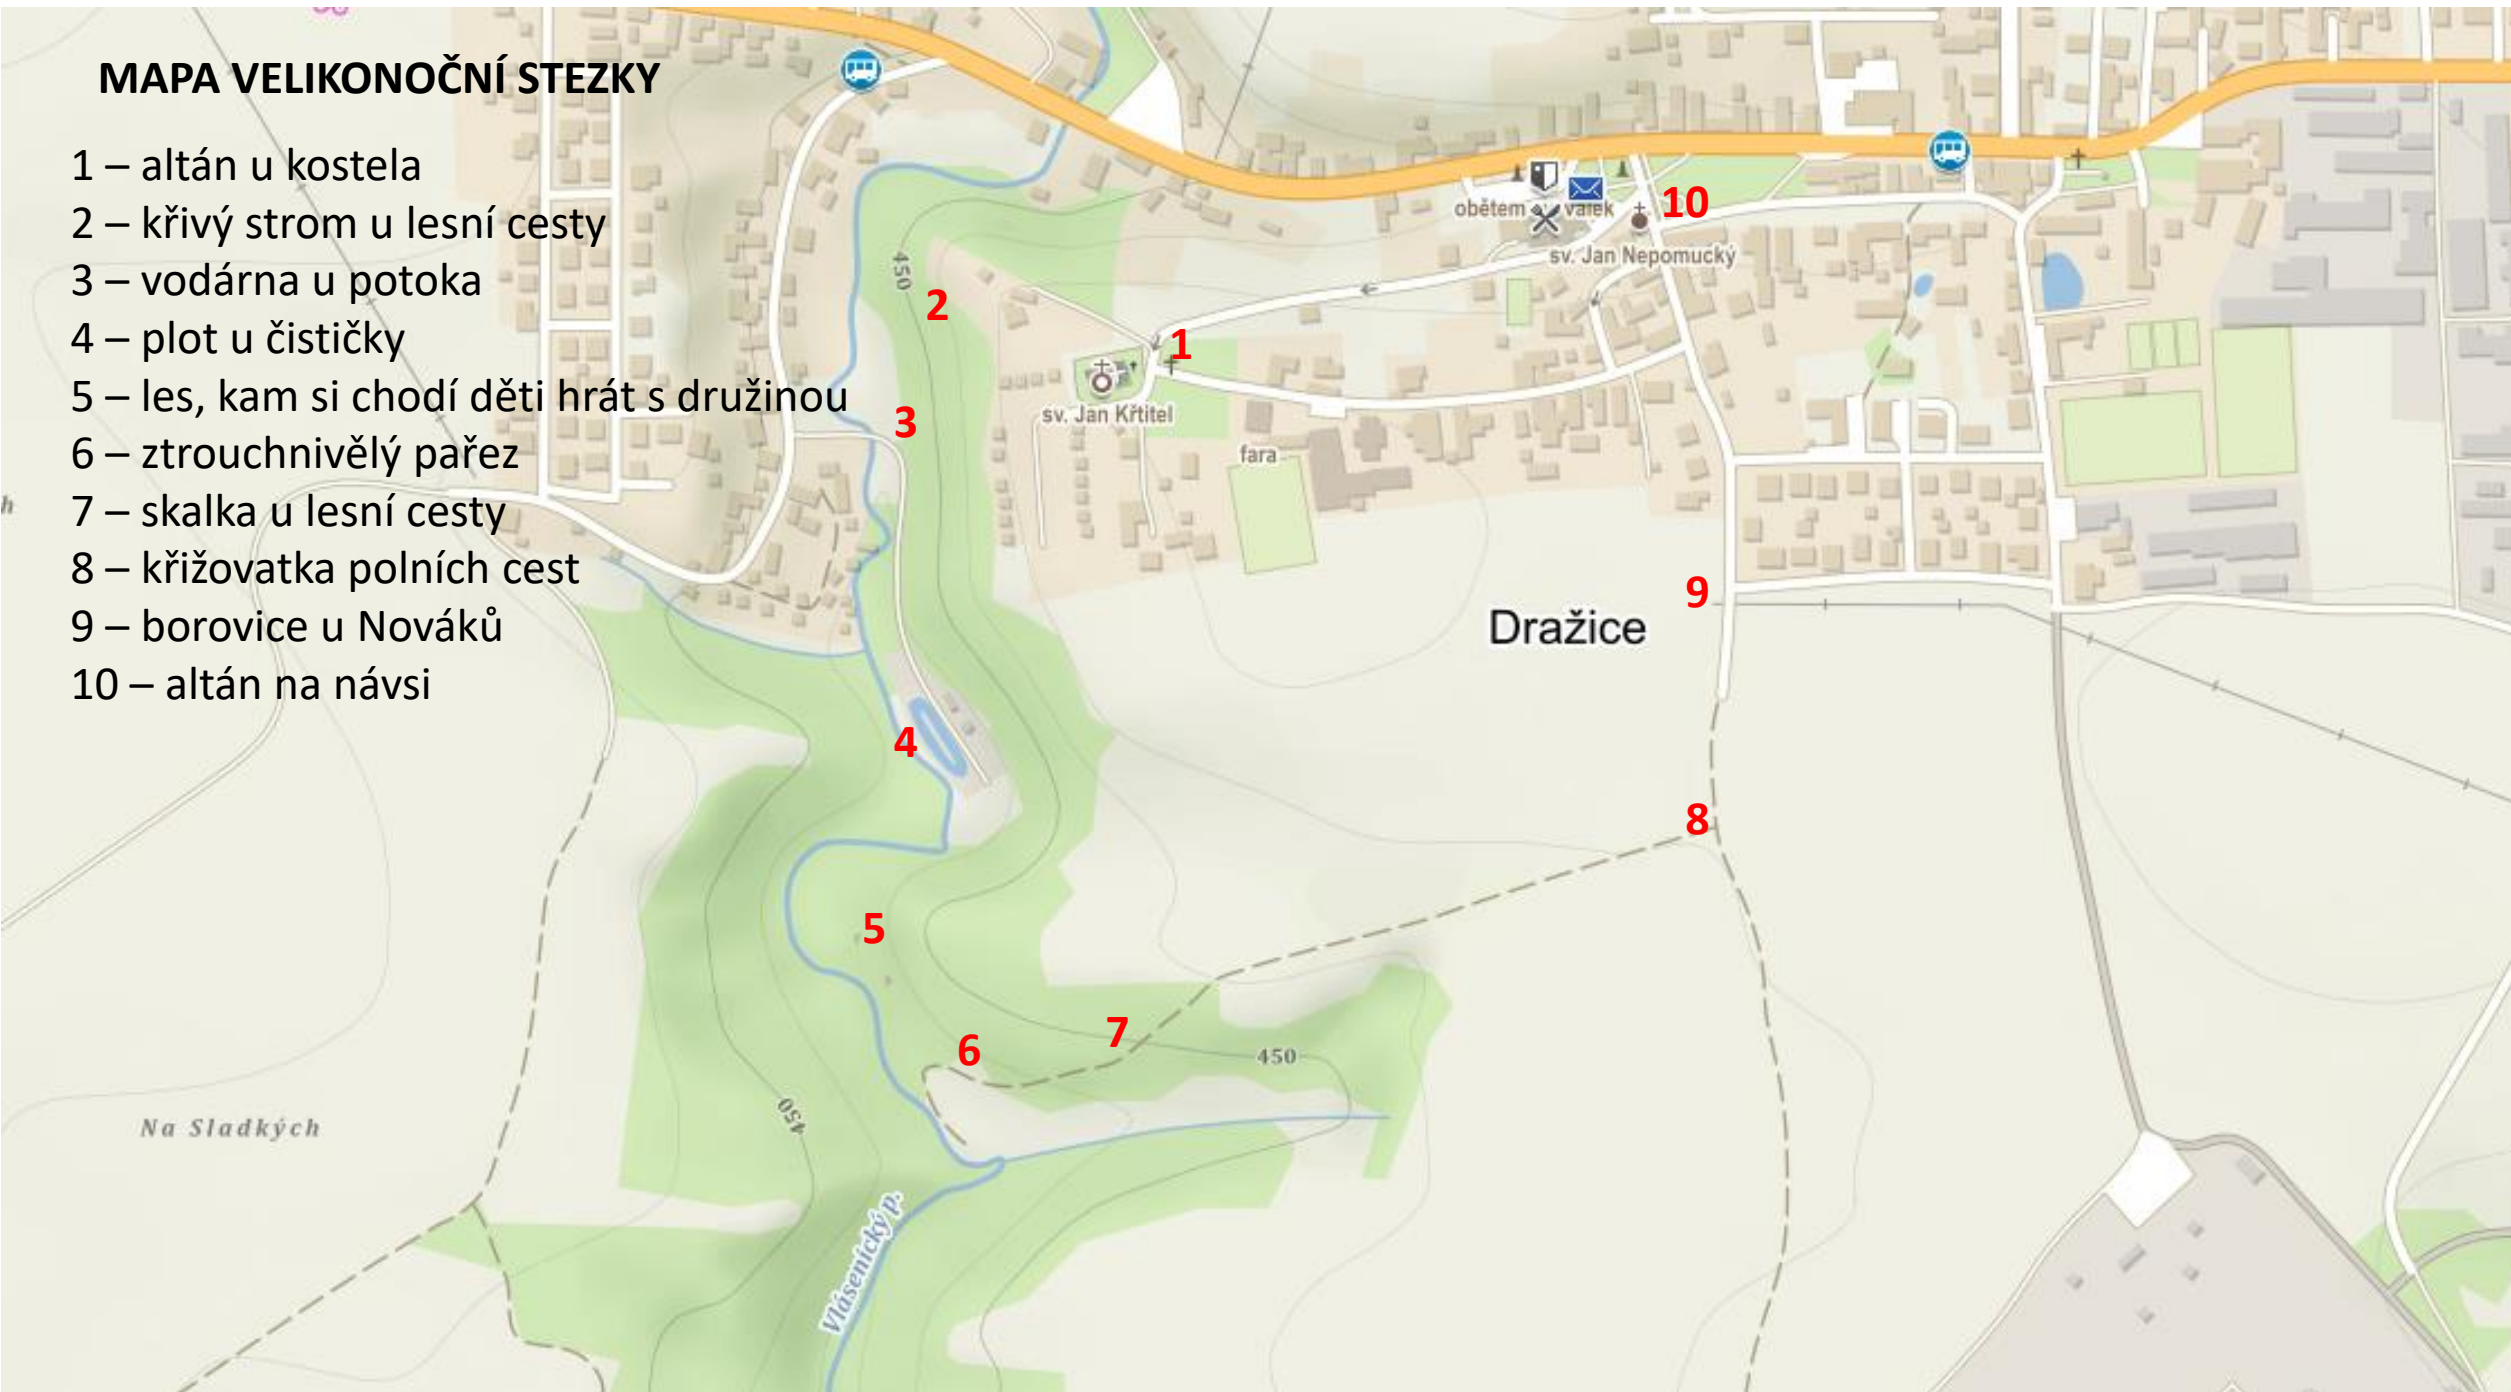 MAPA VELIKONOČNÍ STEZKY
1 – altán u kostela
2 – křivý strom u lesní cesty
3 – vodárna u potoka
4 – plot u čističky
5 – les, kam si chodí děti hrát s družinou
6 – ztrouchnivělý pařez
7 – skalka u lesní cesty
8 – křižovatka polních cest
9 – borovice u Nováků
10 – altán na návsi
obětem válek
10
sv. Jan Nepomucký
450
2
1
sv. Jan Křtitel
3
fara
9
Dražice
4
8
5
7
6
450
450
Na Sladkých
Vlásenický p.